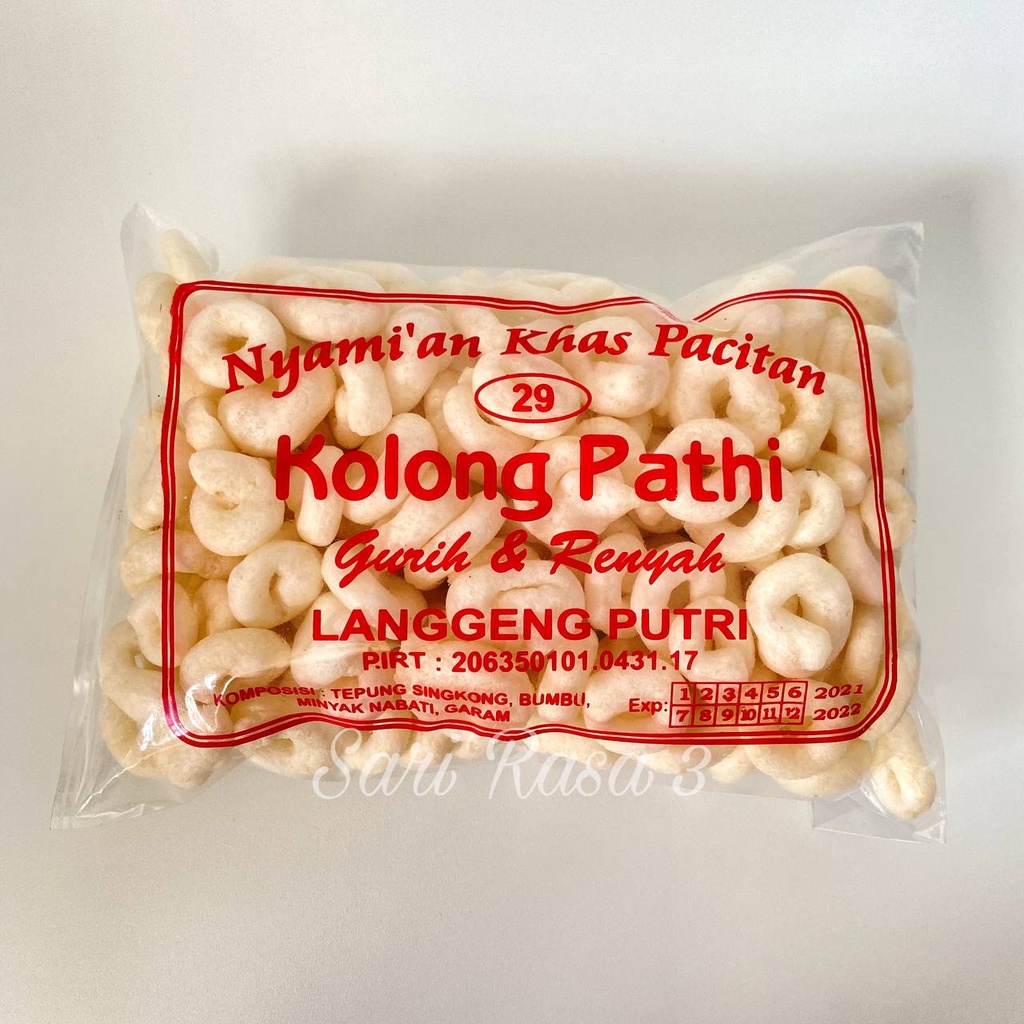 Nyami'an Khas Pacitan
29
Kolong Pathi
Gurih & Renyah
LANGGENG PUTRI
P.IRT : 206350101.0431.17
KOMPOSISI : TEPUNG SINGKONG, BUMBU,
MINYAK NABATI, GARAM
Exp: 1 2 3 4 5 6 2021
7 8 9 10 11 12 2022
Sari Rasa 3